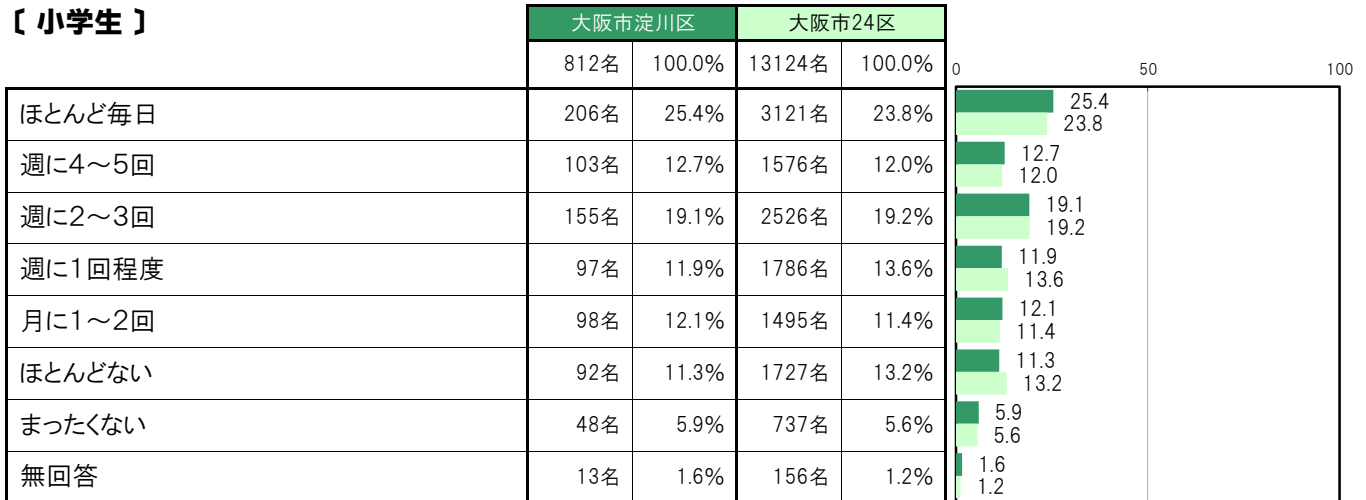 〔 小学生 〕
大阪市淀川区 大阪市24区
812名 100.0% 13124名 100.0%
0 50 100
ほとんど毎日 206名 25.4% 3121名 23.8% 25.4
23.8
週に4～5回 103名 12.7% 1576名 12.0% 12.7
12.0
週に2～3回 155名 19.1% 2526名 19.2% 19.1
19.2
週に1回程度 97名 11.9% 1786名 13.6% 11.9
13.6
月に1～2回 98名 12.1% 1495名 11.4% 12.1
11.4
ほとんどない 92名 11.3% 1727名 13.2% 11.3
13.2
まったくない 48名 5.9% 737名 5.6% 5.9
5.6
無回答 13名 1.6% 156名 1.2% 1.6
1.2